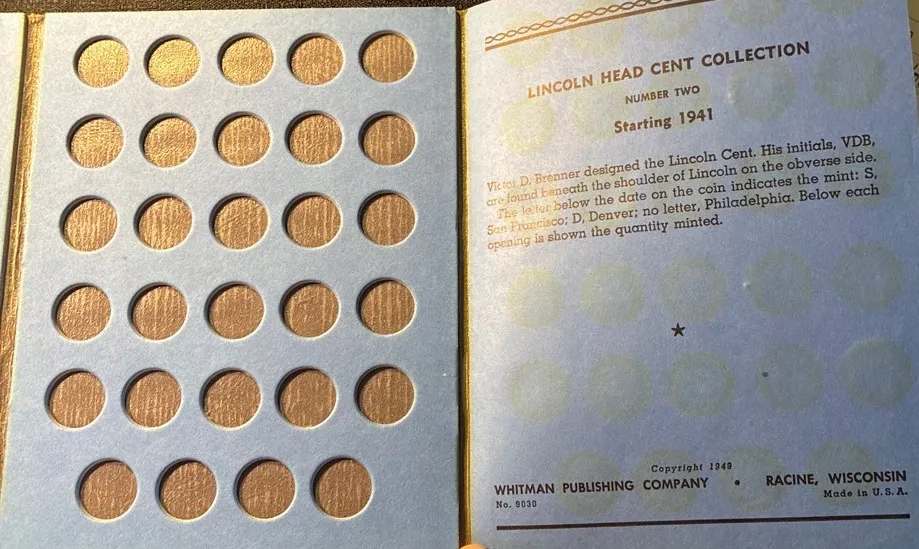 LINCOLN HEAD CENT COLLECTION
NUMBER TWO
Starting 1941
Victor D. Brenner designed the Lincoln Cent. His initials, VDB,
are found beneath the shoulder of Lincoln on the obverse side.
The letter below the date on the coin indicates the mint: S,
San Francisco; D, Denver; no letter, Philadelphia. Below each
opening is shown the quantity minted.
★
Copyright 1949
WHITMAN PUBLISHING COMPANY • RACINE, WISCONSIN
No. 9030 Made in U.S.A.